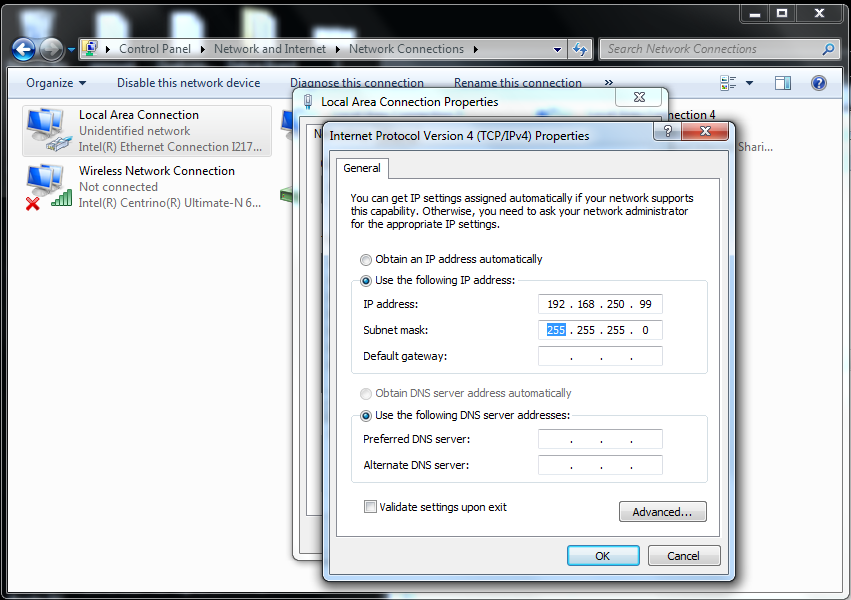 Control Panel ▸ Network and Internet ▸ Network Connections ▸
Search Network Connections
Organize
Disable this network device
Diagnose this connection
Rename this connection
»
Local Area Connection
Unidentified network
Intel(R) Ethernet Connection I217...
Wireless Network Connection
Not connected
Intel(R) Centrino(R) Ultimate-N 6...
nection 4
Shari...
Local Area Connection Properties
N
Internet Protocol Version 4 (TCP/IPv4) Properties
General
You can get IP settings assigned automatically if your network supports
this capability. Otherwise, you need to ask your network administrator
for the appropriate IP settings.
Obtain an IP address automatically
Use the following IP address:
IP address: 192 . 168 . 250 . 99
Subnet mask: 255 . 255 . 255 . 0
Default gateway: . . .
Obtain DNS server address automatically
Use the following DNS server addresses:
Preferred DNS server: . . .
Alternate DNS server: . . .
Validate settings upon exit
Advanced...
OK
Cancel